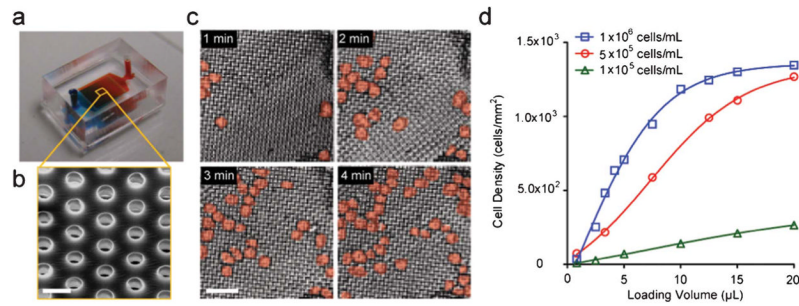 a
b
c
1 min
2 min
3 min
4 min
d
1x10⁶ cells/mL
5x10⁵ cells/mL
1x10⁵ cells/mL
Cell Density (cells/mm²)
1.5x10³
1.0x10³
5.0x10²
0
0
5
10
15
20
Loading Volume (µl)